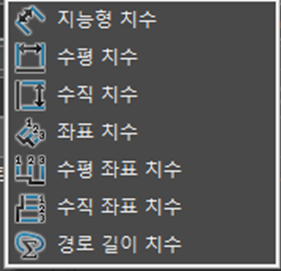 지능형 치수
수평 치수
수직 치수
좌표 치수
수평 좌표 치수
수직 좌표 치수
경로 길이 치수